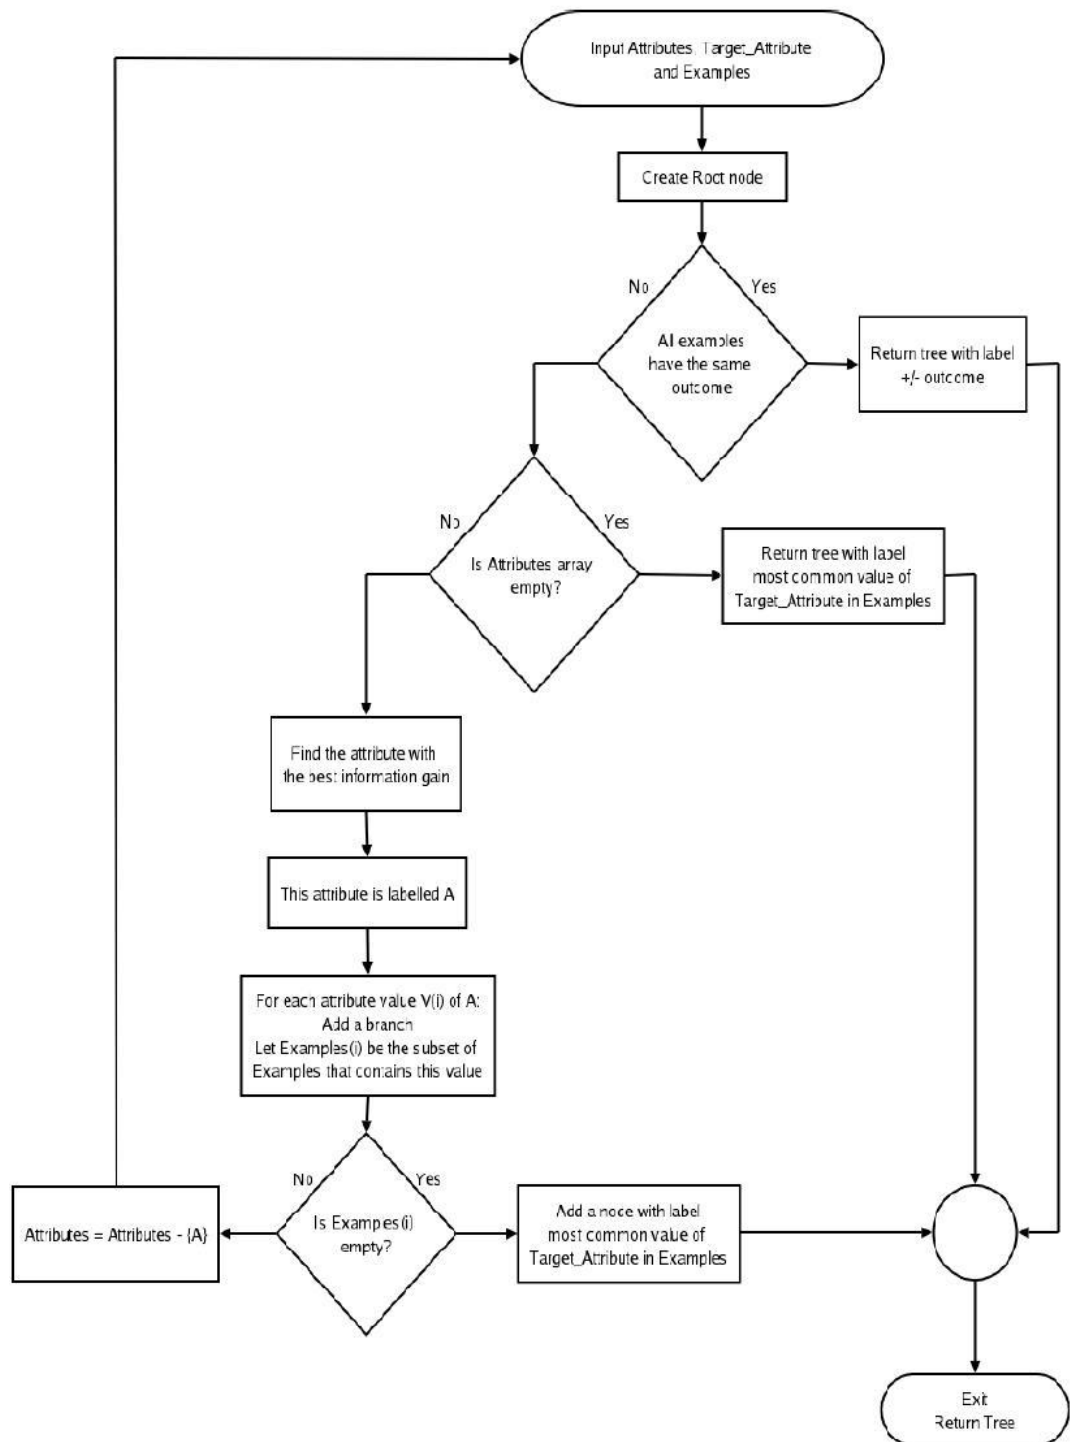 Input Attributes, Target_Attribute
and Examples
Create Root node
No
Yes
All examples
have the same
outcome
Return tree with label
+/- outcome
No
Yes
Is Attributes array
empty?
Return tree with label
most common value of
Target_Attribute in Examples
Find the attribute with
the best information gain
This attribute is labelled A
For each attribute value V(i) of A:
Add a branch
Let Examples(i) be the subset of
Examples that contains this value
No
Yes
Attributes = Attributes - {A}
Is Examples(i)
empty?
Add a node with label
most common value of
Target_Attribute in Examples
Exit
Return Tree